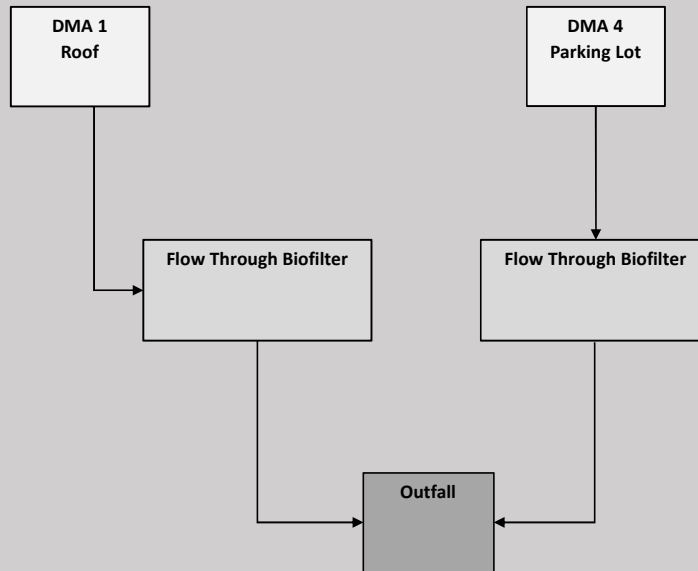 DMA 1
Roof
DMA 4
Parking Lot
Flow Through Biofilter
Flow Through Biofilter
Outfall